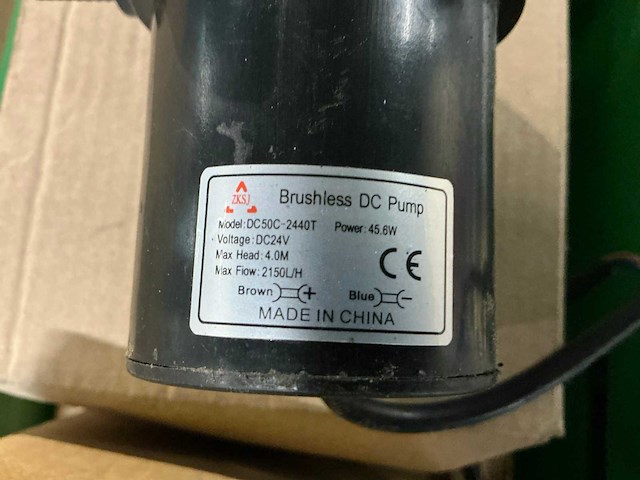 ZKSJ
Brushless DC Pump
Model:DC50C-2440T Power:45.6W
Voltage:DC24V
Max Head:4.0M
Max Flow:2150L/H
CE
Brown + Blue −
MADE IN CHINA